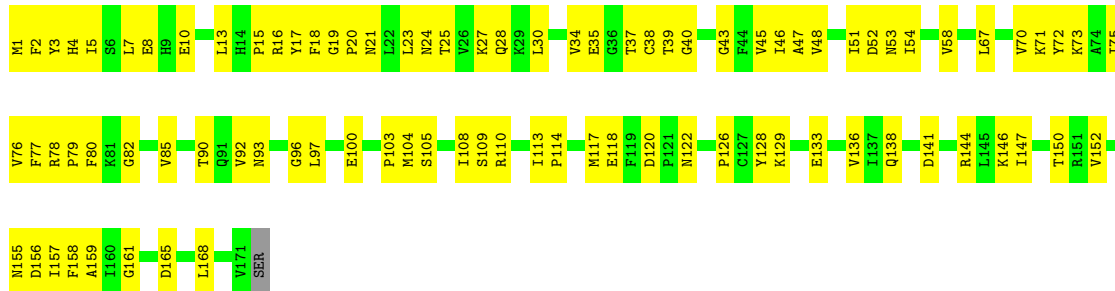 M1 P2 Y3 H4 I5 S6 L7 E8 H9 E10 L13 H14 P15 R16 Y17 F18 G19 P20 N21 L22 L23 N24 T25 V26 K27 Q28 K29 L30 V34 E35 G36 T37 C38 T39 G40 G43 F44 V45 I46 A47 V48 I51 D52 N53 I54 V58 L67 V70 K71 Y72 K73 A74 I75
V76 F77 R78 P79 F80 K81 G82 V85 T90 Q91 V92 N93 G96 L97 E100 P103 M104 S105 I108 S109 R110 I113 P114 M117 E118 F119 D120 P121 N122 P126 C127 Y128 K129 E133 V136 I137 Q138 D141 R144 L145 K146 I147 T150 R151 V152
N155 D156 I157 F158 A159 I160 G161 D165 L168 V171 SER